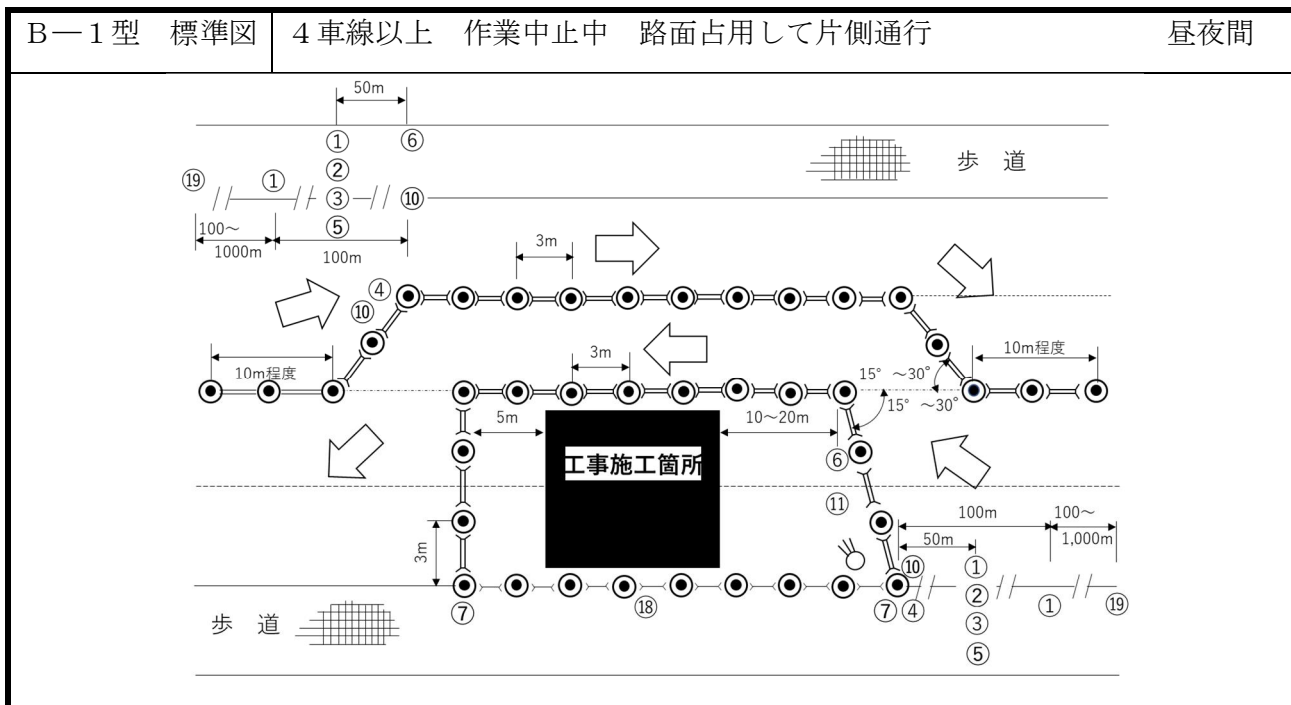 B－1型 標準図 4車線以上 作業中止中 路面占用して片側通行 昼夜間
50m
① ⑥
②
⑲ ① ③ ⑩
⑤
100～
1000m 100m
歩 道
3m
④
⑩
10m程度
3m
15° ～30°
15° ～30°
10m程度
5m
10～20m
工事施工箇所
⑥
⑪
3m
100m 100～
1,000m
50m
⑩ ①
⑦ ⑱ ⑦ ④ ② ① ⑲
③
⑤
歩 道